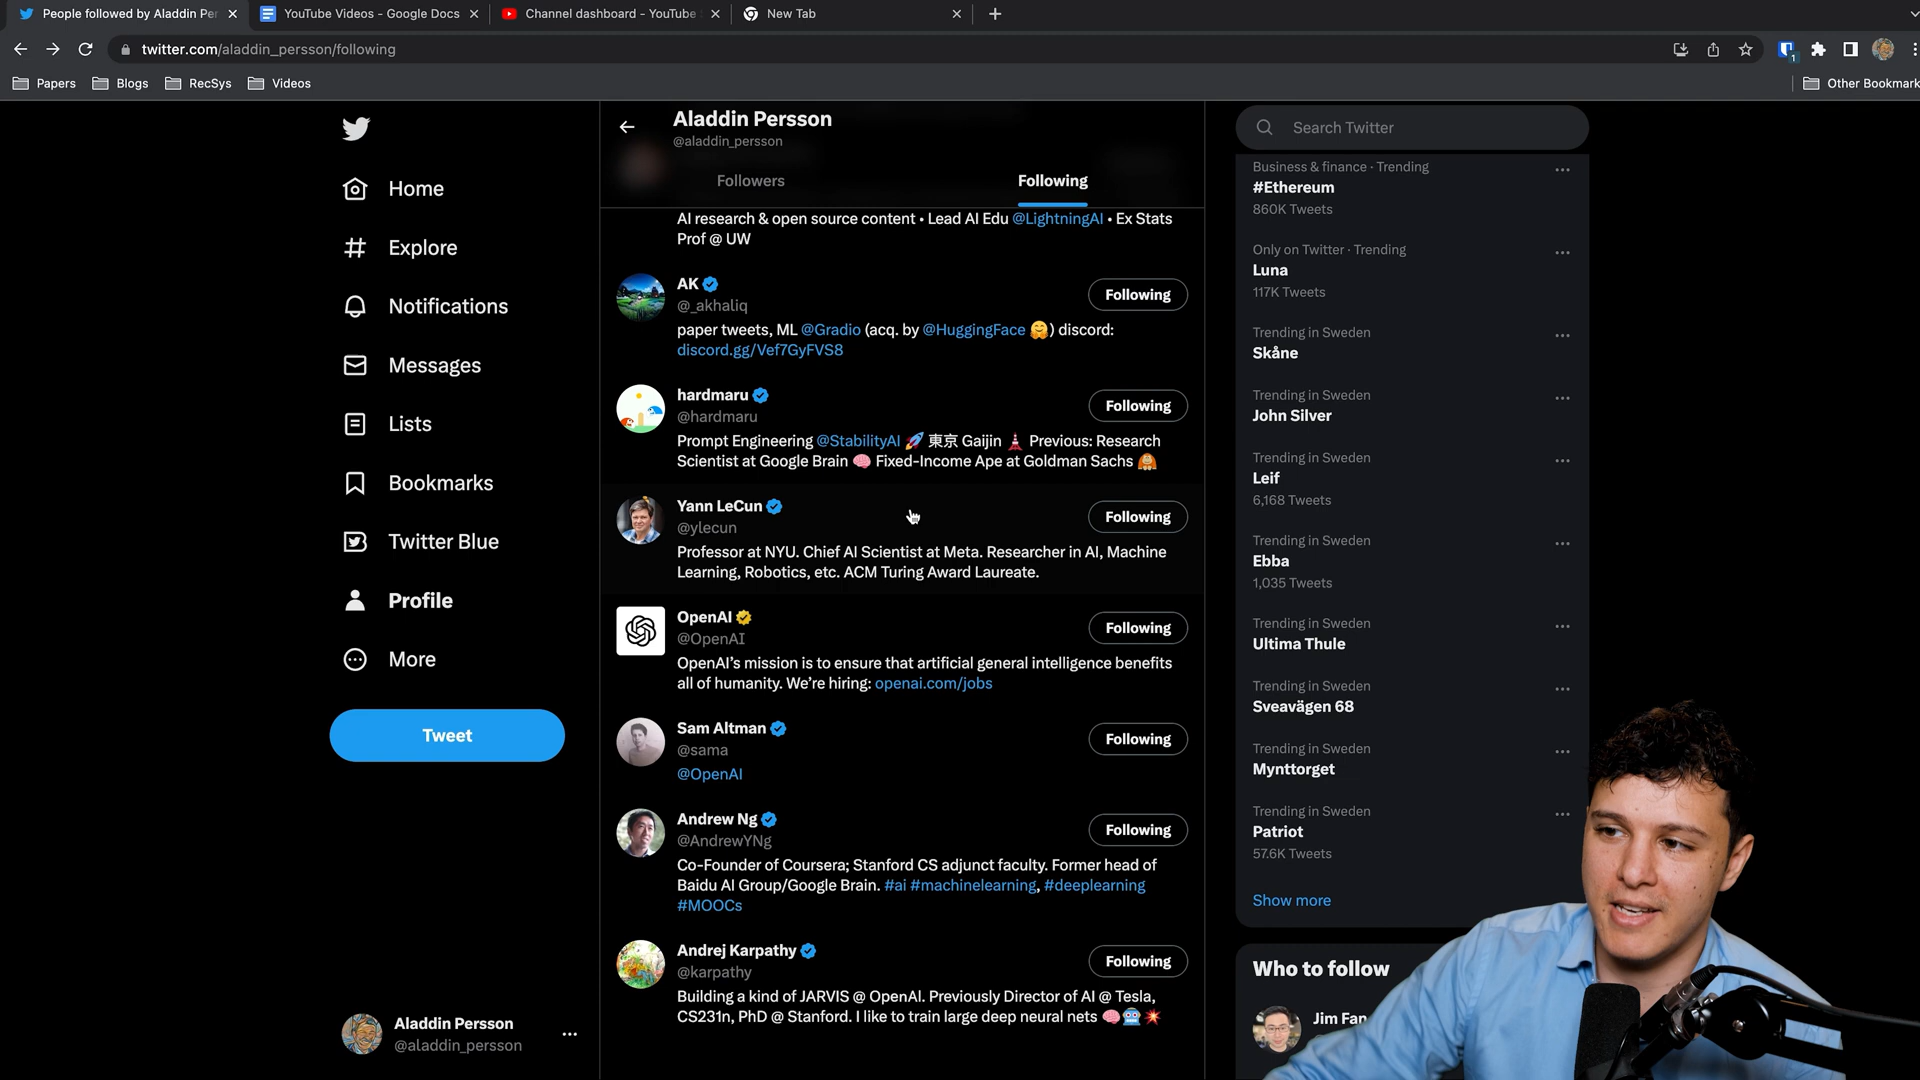 People followed by Aladdin Per
YouTube Videos - Google Docs
Channel dashboard - YouTube
New Tab
twitter.com/aladdin_persson/following
1
Papers
Blogs
RecSys
Videos
Other Bookmark
Home
Explore
Notifications
Messages
Lists
Bookmarks
Twitter Blue
Profile
More
Tweet
Aladdin Persson
@aladdin_persson
Aladdin Persson
@aladdin_persson
Followers
Following
AI research & open source content • Lead AI Edu @LightningAI • Ex Stats
Prof @ UW
AK
@_akhaliq
Following
paper tweets, ML @Gradio (acq. by @HuggingFace 🤗) discord:
discord.gg/Vef7GyFVS8
hardmaru
@hardmaru
Following
Prompt Engineering @StabilityAI 🚀 東京 Gaijin 🗼 Previous: Research
Scientist at Google Brain 🧠 Fixed-Income Ape at Goldman Sachs 🦧
Yann LeCun
@ylecun
Following
Professor at NYU. Chief AI Scientist at Meta. Researcher in AI, Machine
Learning, Robotics, etc. ACM Turing Award Laureate.
OpenAI
@OpenAI
Following
OpenAI's mission is to ensure that artificial general intelligence benefits
all of humanity. We're hiring: openai.com/jobs
Sam Altman
@sama
Following
@OpenAI
Andrew Ng
@AndrewYNg
Following
Co-Founder of Coursera; Stanford CS adjunct faculty. Former head of
Baidu AI Group/Google Brain. #ai #machinelearning, #deeplearning
#MOOCs
Andrej Karpathy
@karpathy
Following
Building a kind of JARVIS @ OpenAI. Previously Director of AI @ Tesla,
CS231n, PhD @ Stanford. I like to train large deep neural nets 🧠🤖💥
Search Twitter
Business & finance · Trending
#Ethereum
860K Tweets
Only on Twitter · Trending
Luna
117K Tweets
Trending in Sweden
Skåne
Trending in Sweden
John Silver
Trending in Sweden
Leif
6,168 Tweets
Trending in Sweden
Ebba
1,035 Tweets
Trending in Sweden
Ultima Thule
Trending in Sweden
Sveavägen 68
Trending in Sweden
Mynttorget
Trending in Sweden
Patriot
57.6K Tweets
Show more
Who to follow
Jim Fan